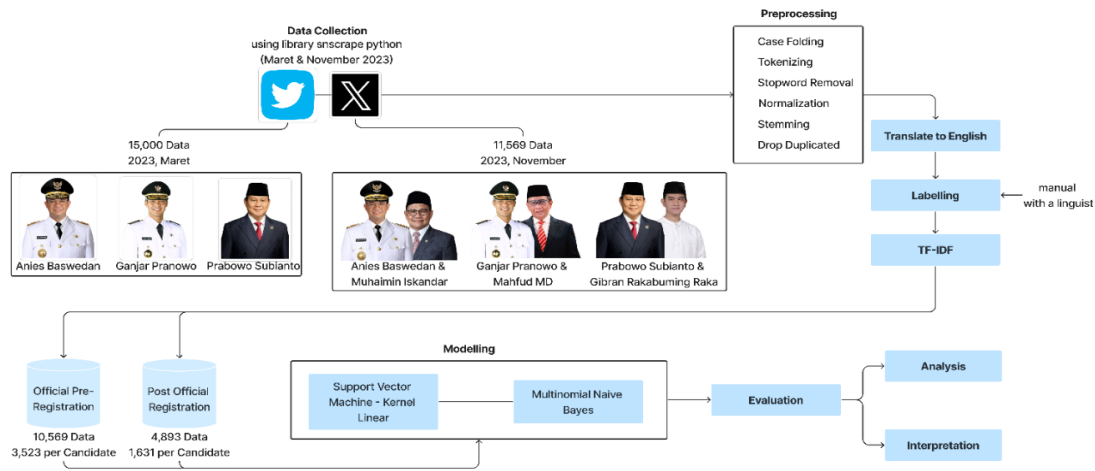 Data Collection
using library snscrape python
(Maret & November 2023)
Preprocessing
Case Folding
Tokenizing
Stopword Removal
Normalization
Stemming
Drop Duplicated
15,000 Data
2023, Maret
11,569 Data
2023, November
Anies Baswedan
Ganjar Pranowo
Prabowo Subianto
Anies Baswedan &
Muhaimin Iskandar
Ganjar Pranowo &
Mahfud MD
Prabowo Subianto &
Gibran Rakabuming Raka
Translate to English
Labelling
manual
with a linguist
TF-IDF
Official Pre-
Registration
10,569 Data
3,523 per Candidate
Post Official
Registration
4,893 Data
1,631 per Candidate
Modelling
Support Vector
Machine - Kernel
Linear
Multinomial Naive
Bayes
Evaluation
Analysis
Interpretation